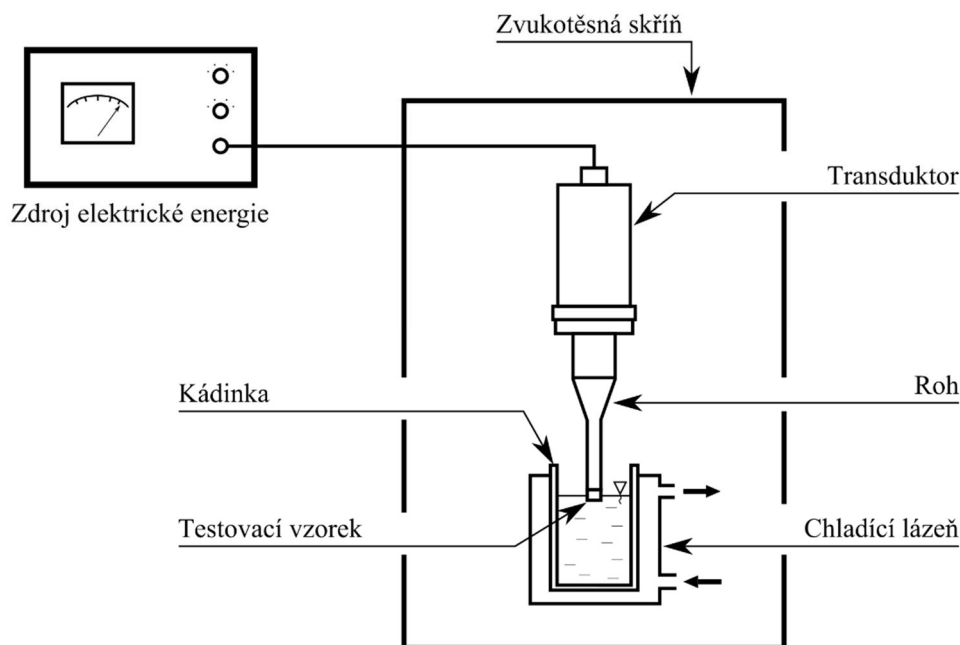 Zvukotěsná skříň
Transduktor
Zdroj elektrické energie
Kádinka
Roh
Testovací vzorek
Chladící lázeň